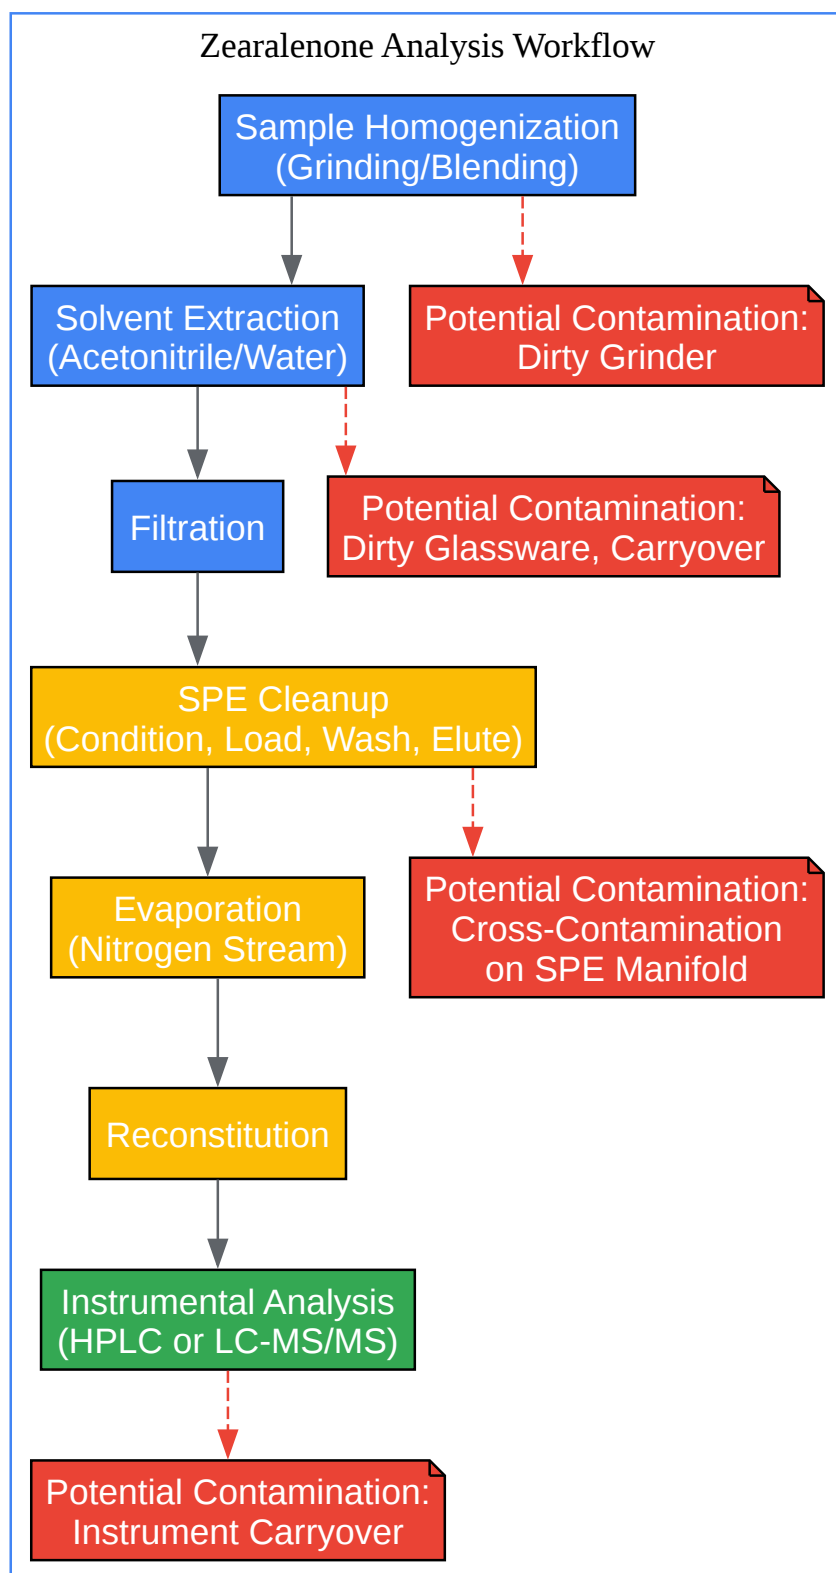 Zearalenone Analysis Workflow
Sample Homogenization
(Grinding/Blending)
Solvent Extraction
(Acetonitrile/Water)
Potential Contamination:
Dirty Grinder
Filtration
Potential Contamination:
Dirty Glassware, Carryover
SPE Cleanup
(Condition, Load, Wash, Elute)
Evaporation
(Nitrogen Stream)
Potential Contamination:
Cross-Contamination
on SPE Manifold
Reconstitution
Instrumental Analysis
(HPLC or LC-MS/MS)
Potential Contamination:
Instrument Carryover